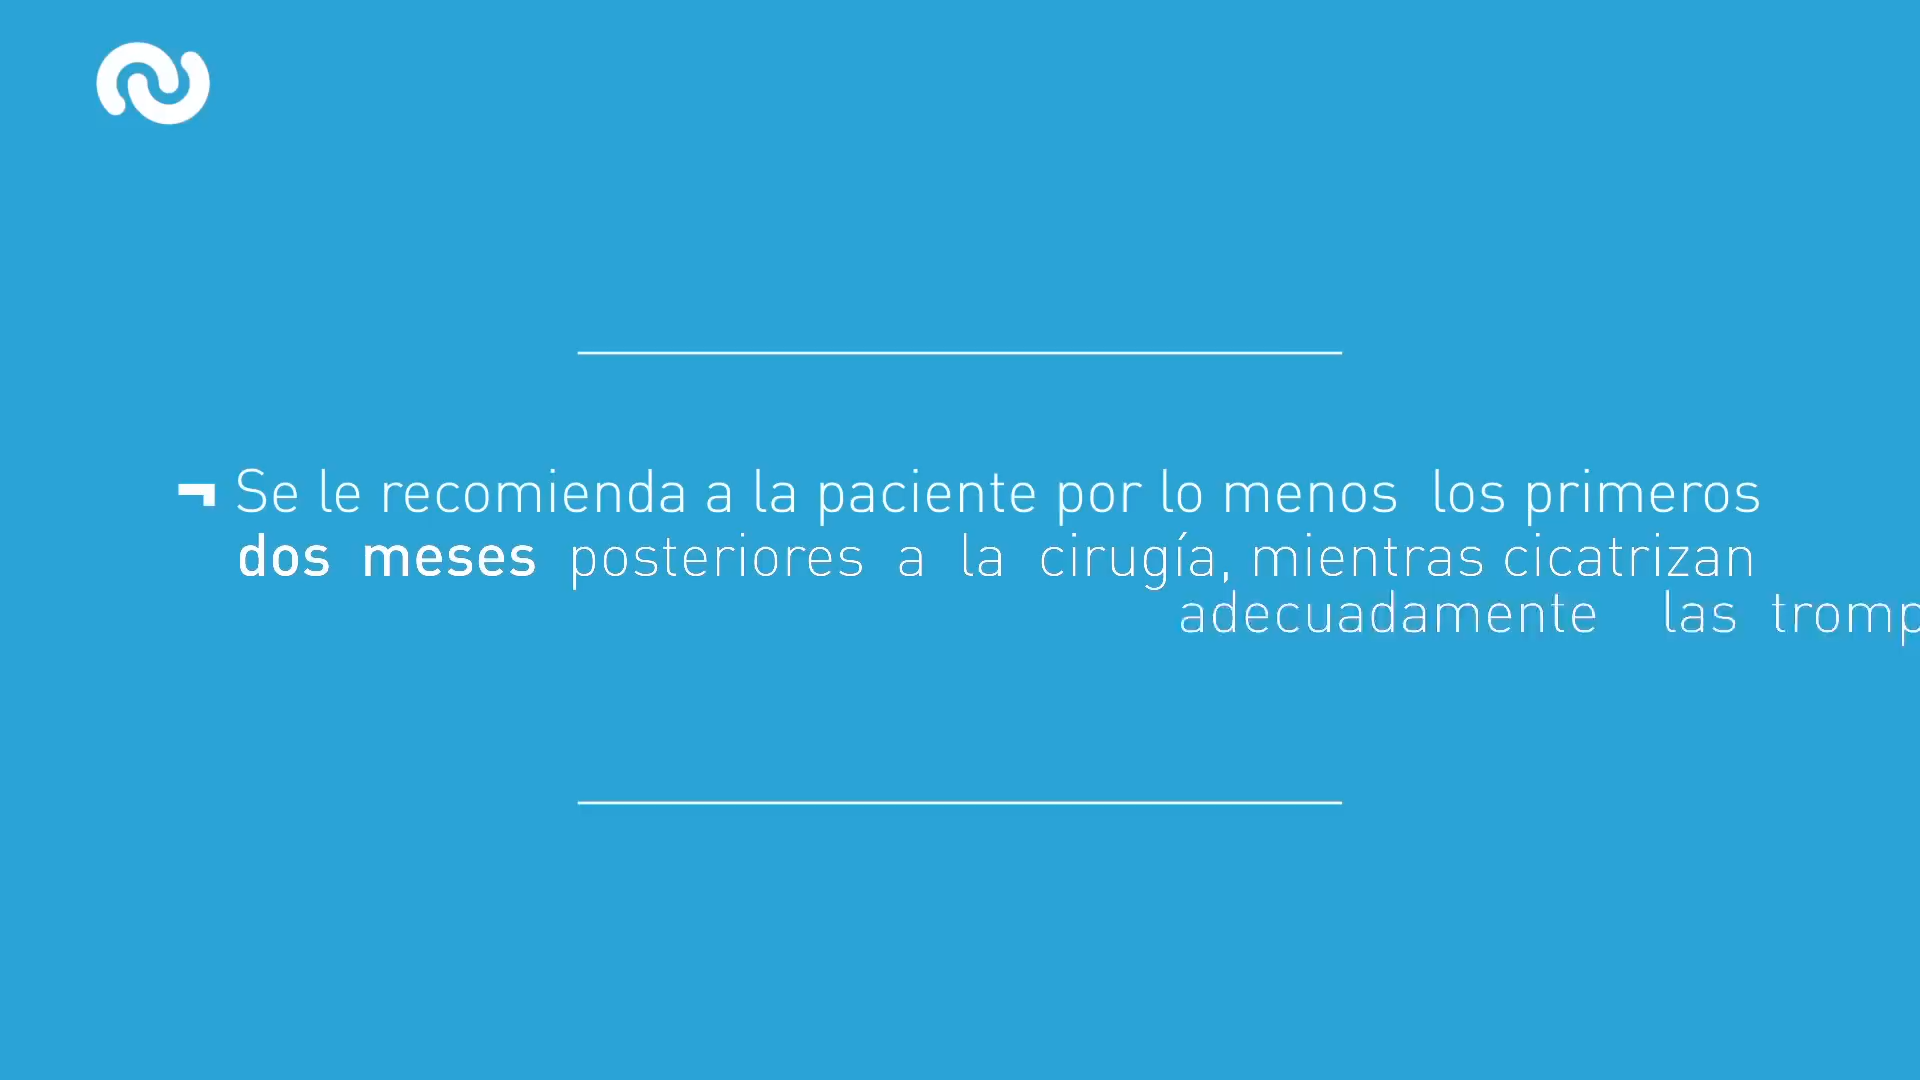 ¬ Se le recomienda a la paciente por lo menos los primeros
dos meses posteriores a la cirugía, mientras cicatrizan
adecuadamente las